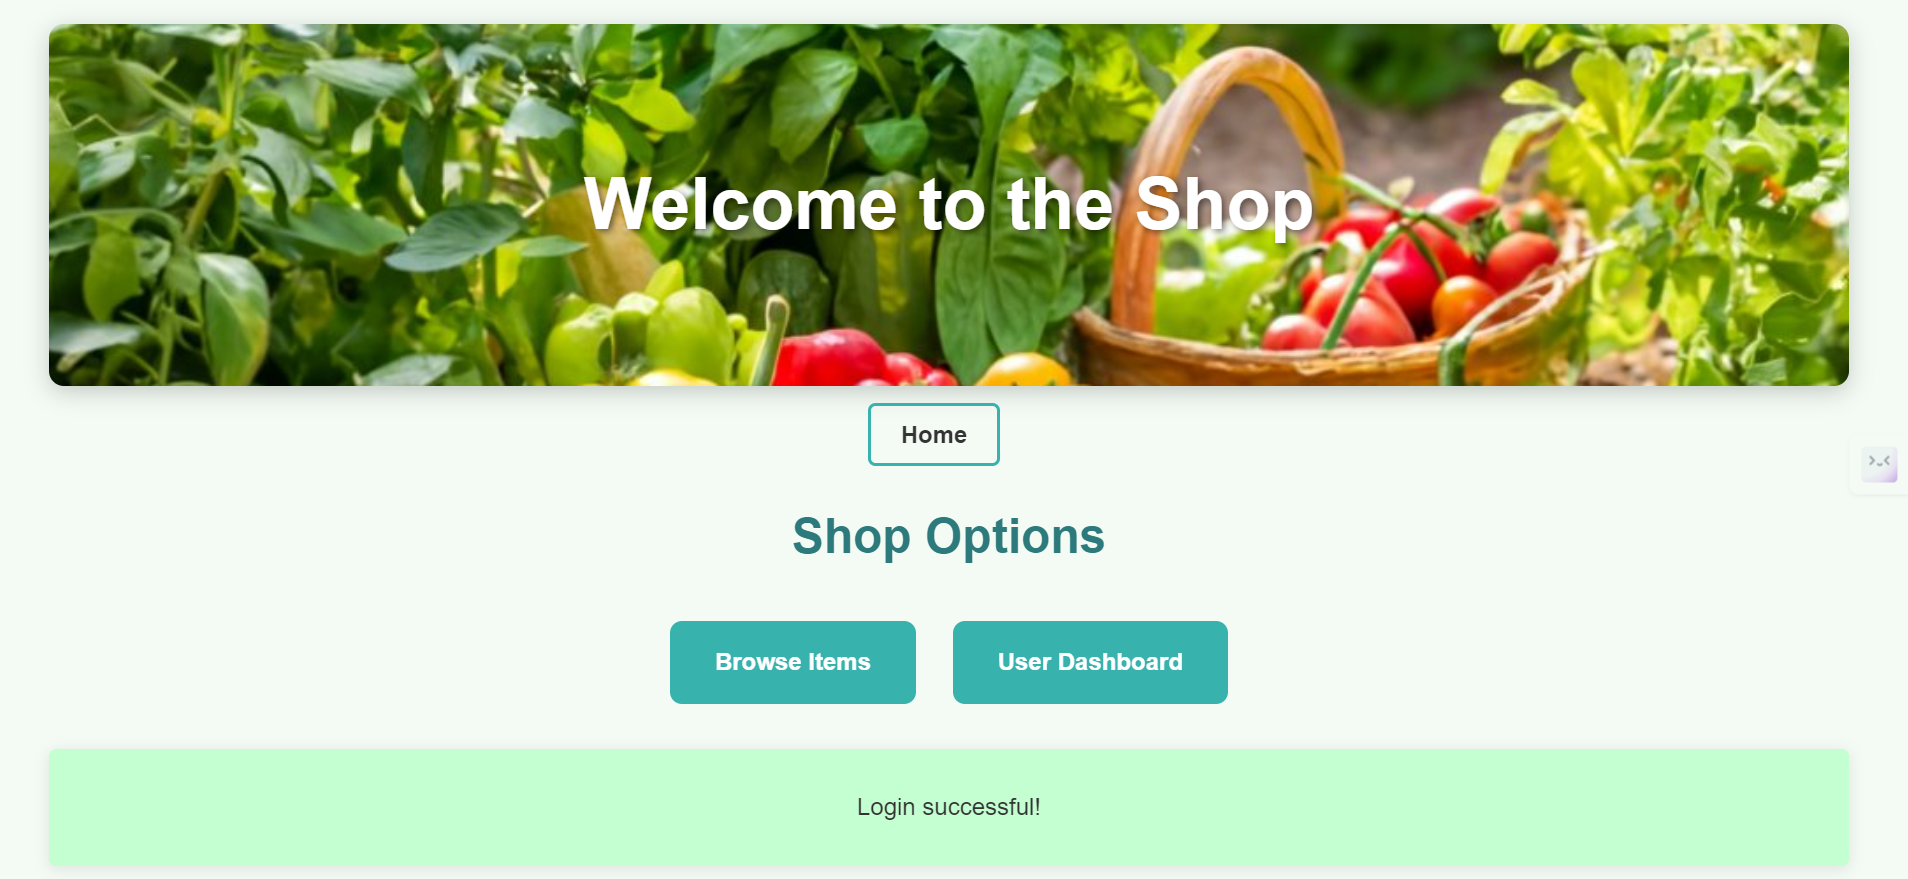 Welcome to the Shop
Home
Shop Options
Browse Items
User Dashboard
Login successful!